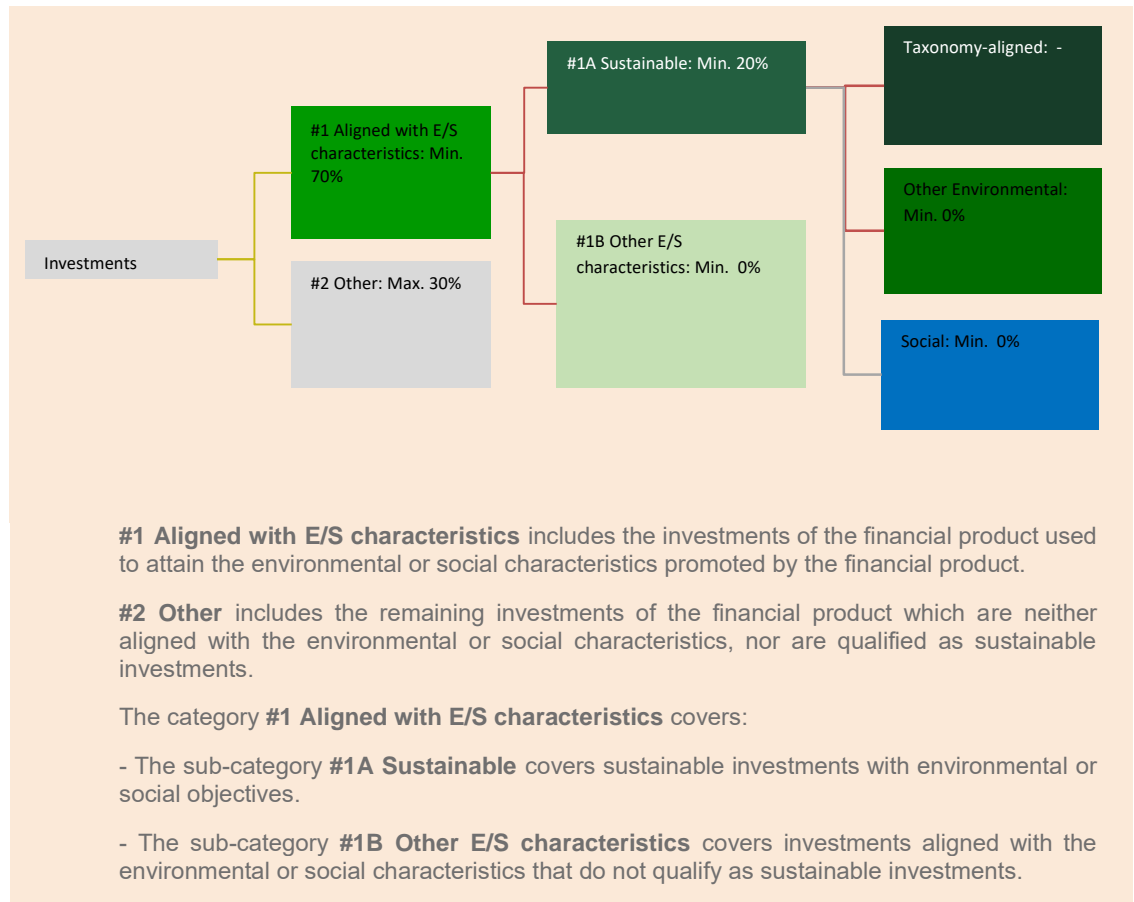 Investments
#1 Aligned with E/S
characteristics: Min.
70%
#2 Other: Max. 30%
#1A Sustainable: Min. 20%
#1B Other E/S
characteristics: Min. 0%
Taxonomy-aligned: -
Other Environmental:
Min. 0%
Social: Min. 0%
#1 Aligned with E/S characteristics includes the investments of the financial product used
to attain the environmental or social characteristics promoted by the financial product.
#2 Other includes the remaining investments of the financial product which are neither
aligned with the environmental or social characteristics, nor are qualified as sustainable
investments.
The category #1 Aligned with E/S characteristics covers:
- The sub-category #1A Sustainable covers sustainable investments with environmental or
social objectives.
- The sub-category #1B Other E/S characteristics covers investments aligned with the
environmental or social characteristics that do not qualify as sustainable investments.